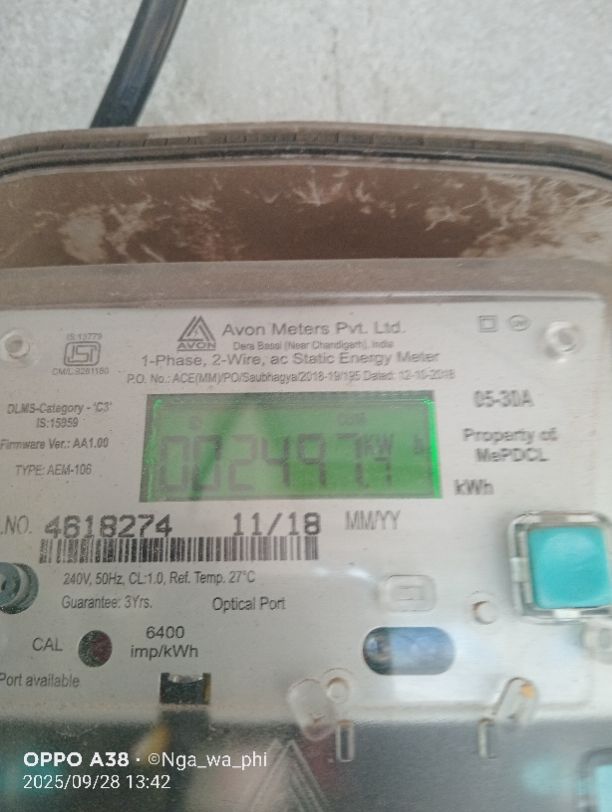 IS:13779
CM/L:9261160
AVON
Avon Meters Pvt. Ltd.
Dera Bassi (Near Chandigarh), India
1-Phase, 2-Wire, ac Static Energy Meter
P.O. No.: ACE(MM)/PO/Saubhagya/2018-19/195 Dated: 12-10-2018
DLMS-Category - 'C3'
IS:15959
Firmware Ver.: AA1.00
TYPE: AEM-106
002497
KW h
05-30A
Property of
MePDCL
kWh
.NO. 4618274 11/18 MM/YY
240V, 50Hz, CL:1.0, Ref. Temp. 27°C
Guarantee: 3Yrs. Optical Port
CAL 6400
imp/kWh
Port available
OPPO A38 · ©Nga_wa_phi
2025/09/28 13:42